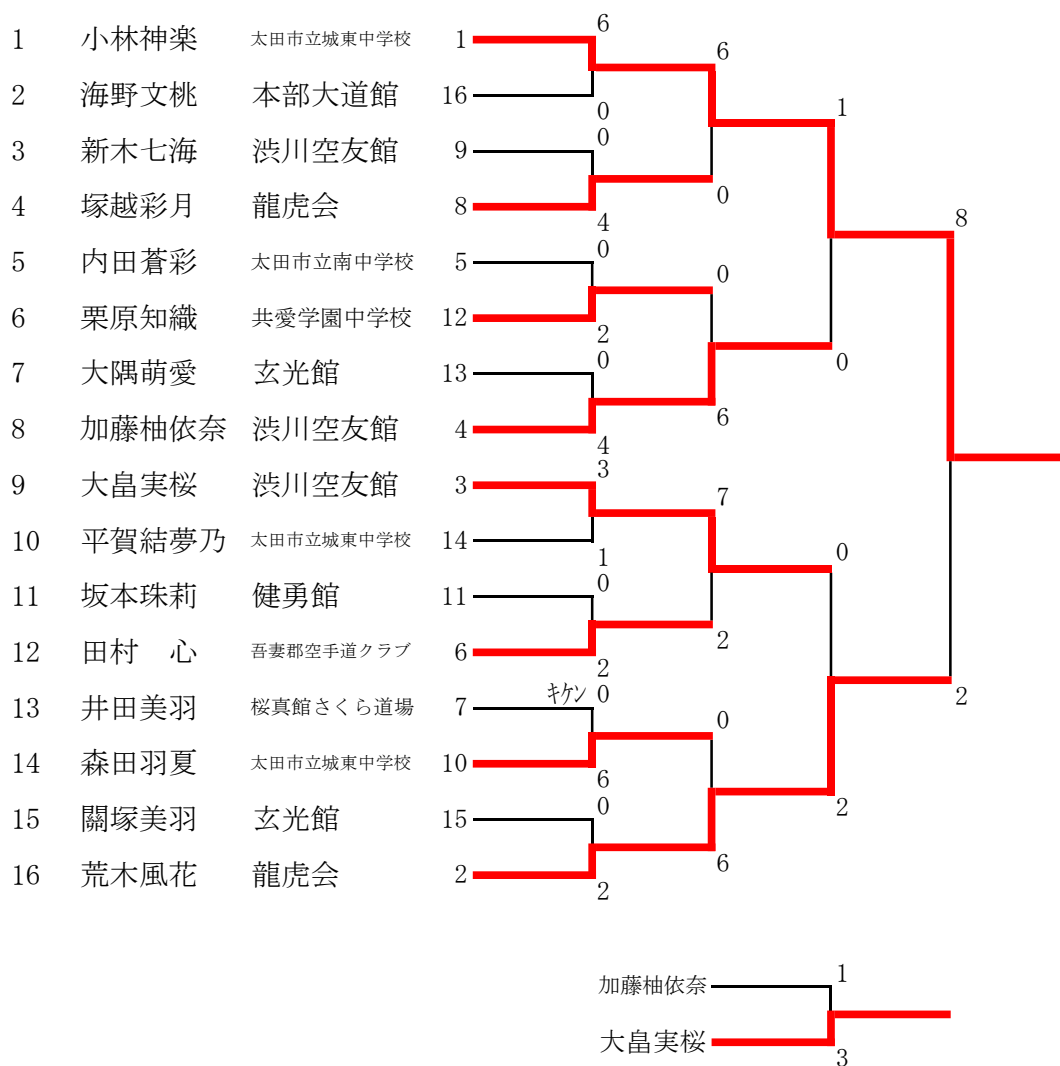 1 小林神楽 太田市立城東中学校 1 6
2 海野文桃 本部大道館 16 0
3 新木七海 渋川空友館 9 0
4 塚越彩月 龍虎会 8 4
5 内田蒼彩 太田市立南中学校 5 0
6 栗原知織 共愛学園中学校 12 2
7 大隅萌愛 玄光館 13 0
8 加藤柚依奈 渋川空友館 4 4
9 大畠実桜 渋川空友館 3 3
10 平賀結夢乃 太田市立城東中学校 14 1
11 坂本珠莉 健勇館 11 0
12 田村 心 吾妻郡空手道クラブ 6 2
13 井田美羽 桜真館さくら道場 7 キケン 0
14 森田羽夏 太田市立城東中学校 10 6
15 關塚美羽 玄光館 15 0
16 荒木風花 龍虎会 2 2
6
0
0
6
7
2
0
6
1
0
0
2
8
2
加藤柚依奈 1
大畠実桜 3